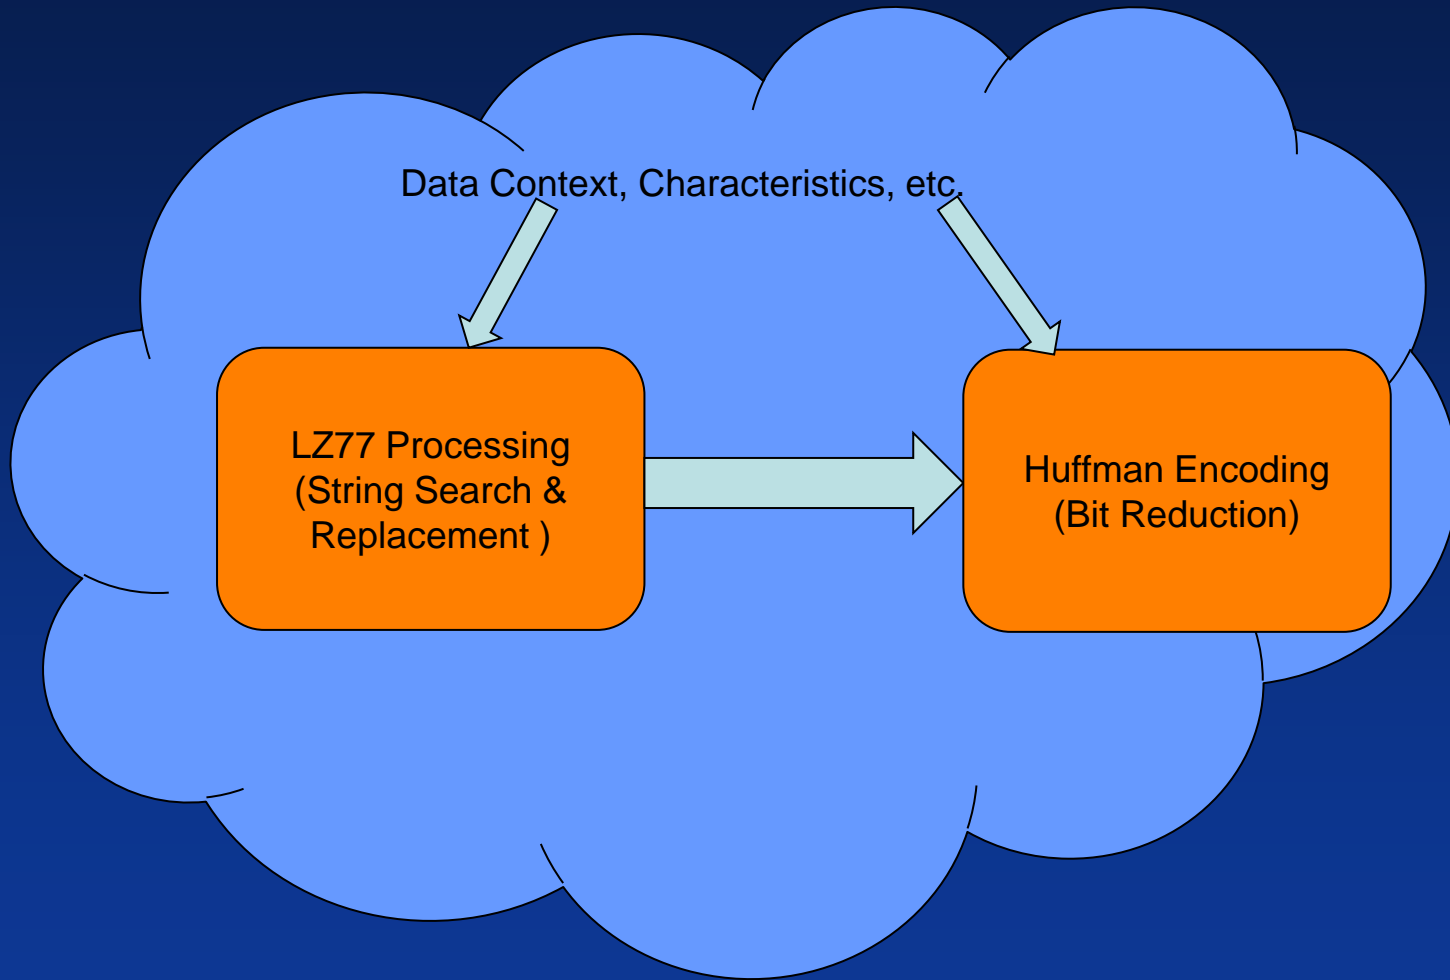 Data Context, Characteristics, etc.
LZ77 Processing
(String Search &
Replacement )
Huffman Encoding
(Bit Reduction)